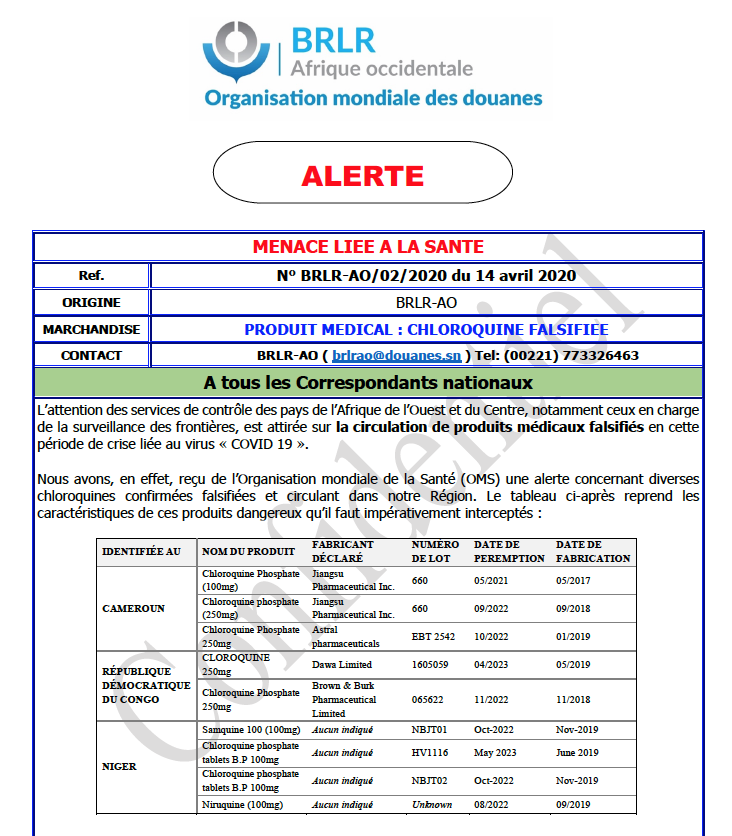 BRLR
Afrique occidentale
Organisation mondiale des douanes
ALERTE
MENACE LIEE A LA SANTE
Ref. N° BRLR-AO/02/2020 du 14 avril 2020
ORIGINE BRLR-AO
MARCHANDISE PRODUIT MEDICAL : CHLOROQUINE FALSIFIEE
CONTACT BRLR-AO ( brlrao@douanes.sn ) Tel: (00221) 773326463
A tous les Correspondants nationaux
L'attention des services de contrôle des pays de l'Afrique de l'Ouest et du Centre, notamment ceux en charge
de la surveillance des frontières, est attirée sur la circulation de produits médicaux falsifiés en cette
période de crise liée au virus « COVID 19 ».
Nous avons, en effet, reçu de l'Organisation mondiale de la Santé (OMS) une alerte concernant diverses
chloroquines confirmées falsifiées et circulant dans notre Région. Le tableau ci-après reprend les
caractéristiques de ces produits dangereux qu'il faut impérativement interceptés :
IDENTIFIÉE AU NOM DU PRODUIT FABRICANT DÉCLARÉ NUMÉRO DE LOT DATE DE PEREMPTION DATE DE FABRICATION
CAMEROUN
Chloroquine Phosphate (100mg) Jiangsu Pharmaceutical Inc. 660 05/2021 05/2017
Chloroquine phosphate (250mg) Jiangsu Pharmaceutical Inc. 660 09/2022 09/2018
Chloroquine Phosphate 250mg Astral pharmaceuticals EBT 2542 10/2022 01/2019
RÉPUBLIQUE DÉMOCRATIQUE DU CONGO
CLOROQUINE 250mg Dawa Limited 1605059 04/2023 05/2019
Chloroquine Phosphate 250mg Brown & Burk Pharmaceutical Limited 065622 11/2022 11/2018
NIGER
Samquine 100 (100mg) Aucun indiqué NBJT01 Oct-2022 Nov-2019
Chloroquine phosphate tablets B.P 100mg Aucun indiqué HV1116 May 2023 June 2019
Chloroquine phosphate tablets B.P 100mg Aucun indiqué NBJT02 Oct-2022 Nov-2019
Niruquine (100mg) Aucun indiqué Unknown 08/2022 09/2019
Confidentiel